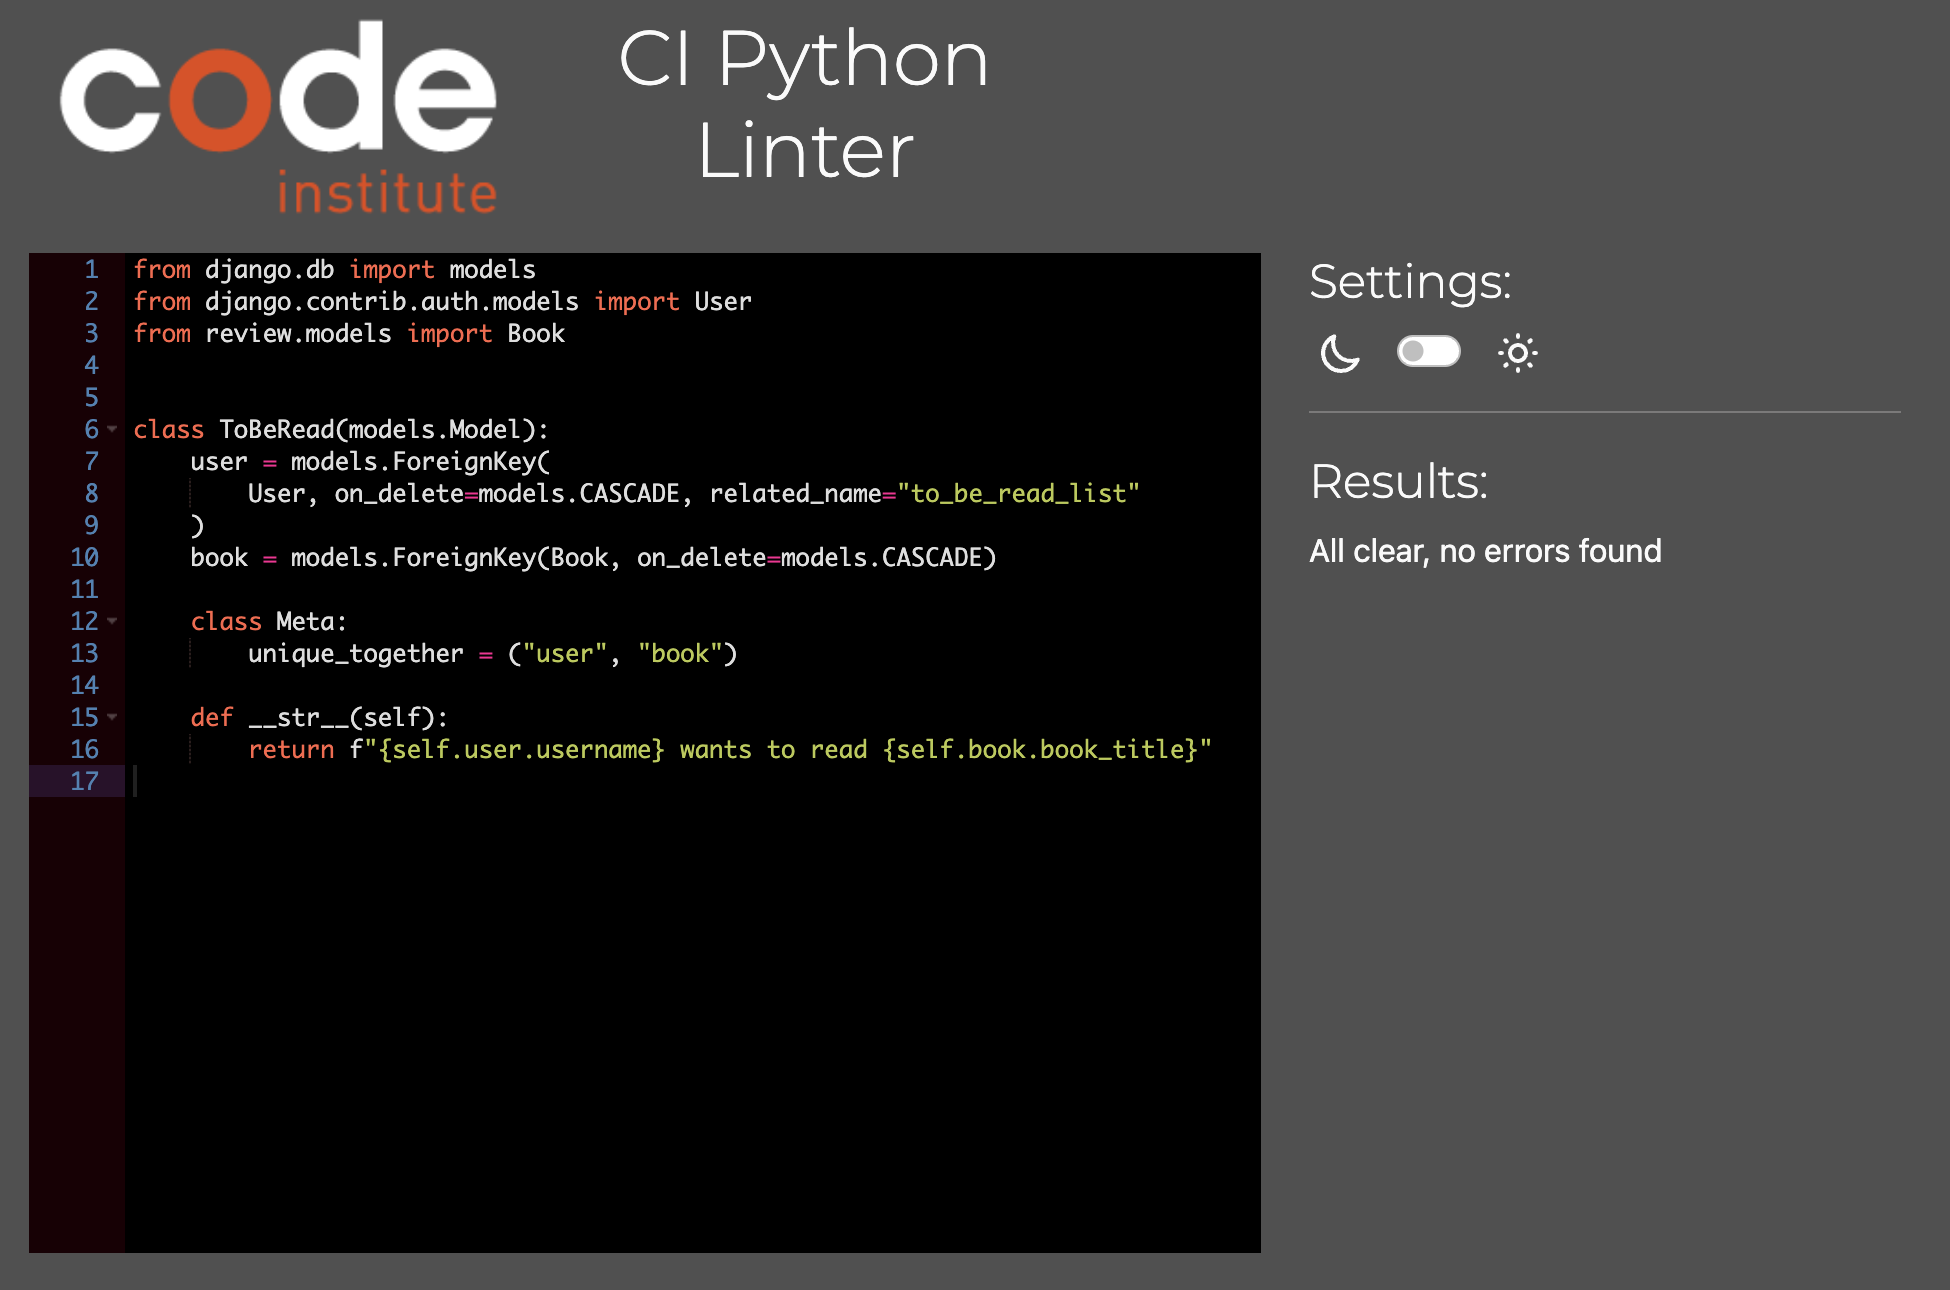 code
institute
CI Python
Linter
1 from django.db import models
2 from django.contrib.auth.models import User
3 from review.models import Book
4
5
6 class ToBeRead(models.Model):
7     user = models.ForeignKey(
8         User, on_delete=models.CASCADE, related_name="to_be_read_list"
9     )
10     book = models.ForeignKey(Book, on_delete=models.CASCADE)
11
12     class Meta:
13         unique_together = ("user", "book")
14
15     def __str__(self):
16         return f"{self.user.username} wants to read {self.book.book_title}"
17
Settings:
Results:
All clear, no errors found